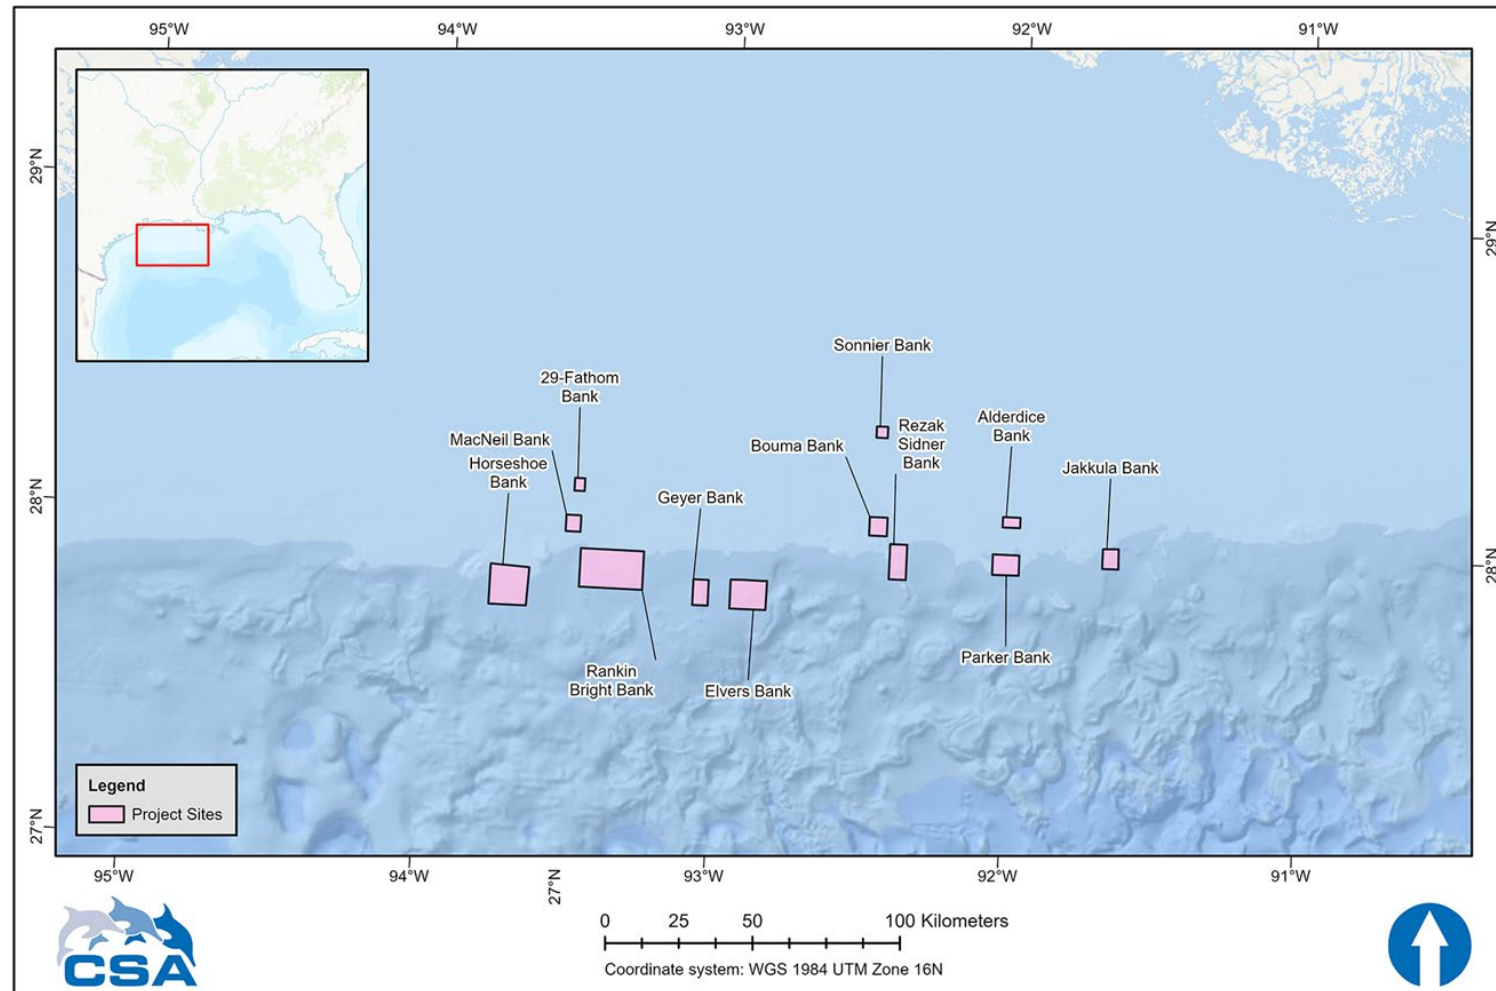 95°W
94°W
93°W
92°W
91°W
29°N
29°N
Sonnier Bank
29-Fathom
Bank
Alderdice
Bank
Rezak
Sidner
Bank
MacNeil Bank
Bouma Bank
Horseshoe
Bank
Jakkula Bank
Geyer Bank
28°N
28°N
Parker Bank
Rankin
Bright Bank
Elvers Bank
Legend
Project Sites
27°N
95°W
94°W
27°N
93°W
92°W
91°W
0 25 50 100 Kilometers
Coordinate system: WGS 1984 UTM Zone 16N
CSA